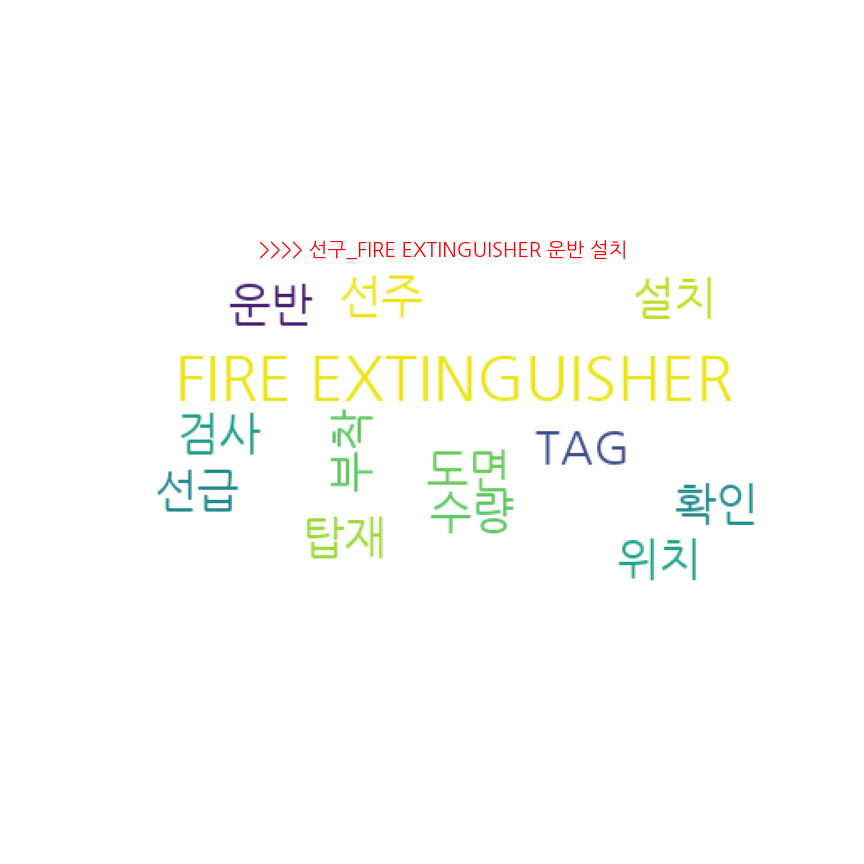 >>>> 선구_FIRE EXTINGUISHER 운반 설치
운반 선주 설치
FIRE EXTINGUISHER
검사 부착 도면 TAG
선급 수량 확인
탑재 위치